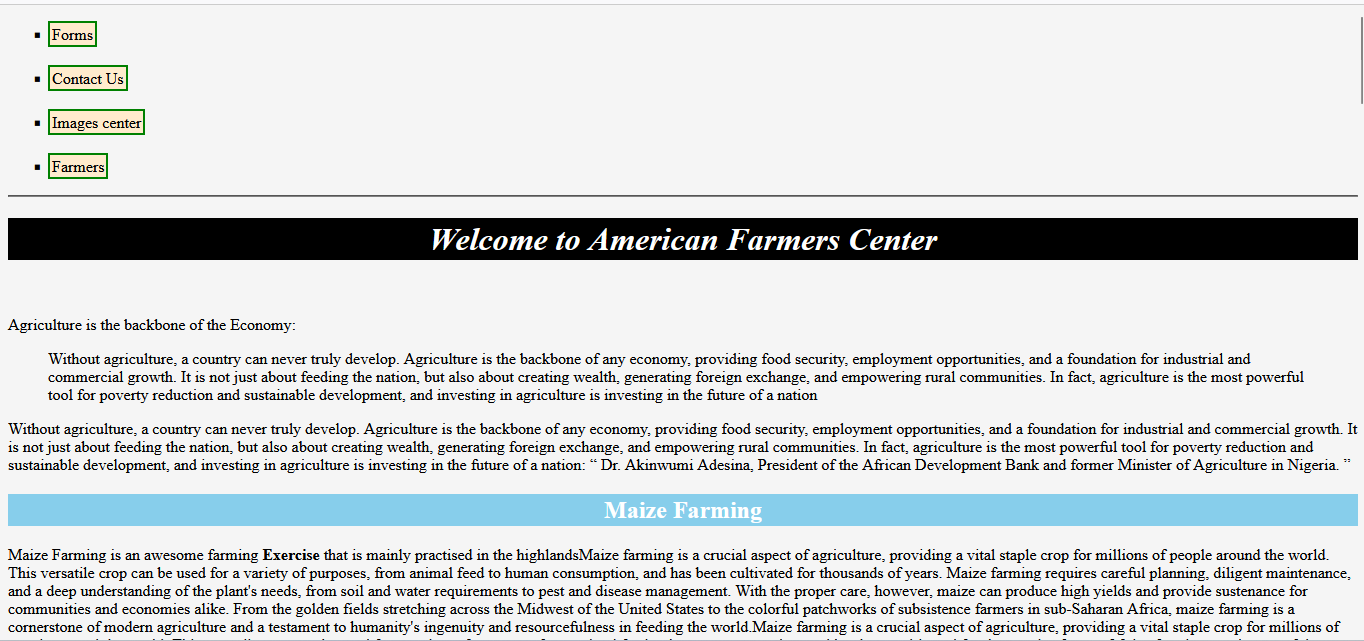 Forms
Contact Us
Images center
Farmers
Welcome to American Farmers Center
Agriculture is the backbone of the Economy:
Without agriculture, a country can never truly develop. Agriculture is the backbone of any economy, providing food security, employment opportunities, and a foundation for industrial and
commercial growth. It is not just about feeding the nation, but also about creating wealth, generating foreign exchange, and empowering rural communities. In fact, agriculture is the most powerful
tool for poverty reduction and sustainable development, and investing in agriculture is investing in the future of a nation
Without agriculture, a country can never truly develop. Agriculture is the backbone of any economy, providing food security, employment opportunities, and a foundation for industrial and commercial growth. It
is not just about feeding the nation, but also about creating wealth, generating foreign exchange, and empowering rural communities. In fact, agriculture is the most powerful tool for poverty reduction and
sustainable development, and investing in agriculture is investing in the future of a nation: “ Dr. Akinwumi Adesina, President of the African Development Bank and former Minister of Agriculture in Nigeria. ”
Maize Farming
Maize Farming is an awesome farming Exercise that is mainly practised in the highlandsMaize farming is a crucial aspect of agriculture, providing a vital staple crop for millions of people around the world.
This versatile crop can be used for a variety of purposes, from animal feed to human consumption, and has been cultivated for thousands of years. Maize farming requires careful planning, diligent maintenance,
and a deep understanding of the plant's needs, from soil and water requirements to pest and disease management. With the proper care, however, maize can produce high yields and provide sustenance for
communities and economies alike. From the golden fields stretching across the Midwest of the United States to the colorful patchworks of subsistence farmers in sub-Saharan Africa, maize farming is a
cornerstone of modern agriculture and a testament to humanity's ingenuity and resourcefulness in feeding the world.Maize farming is a crucial aspect of agriculture, providing a vital staple crop for millions of